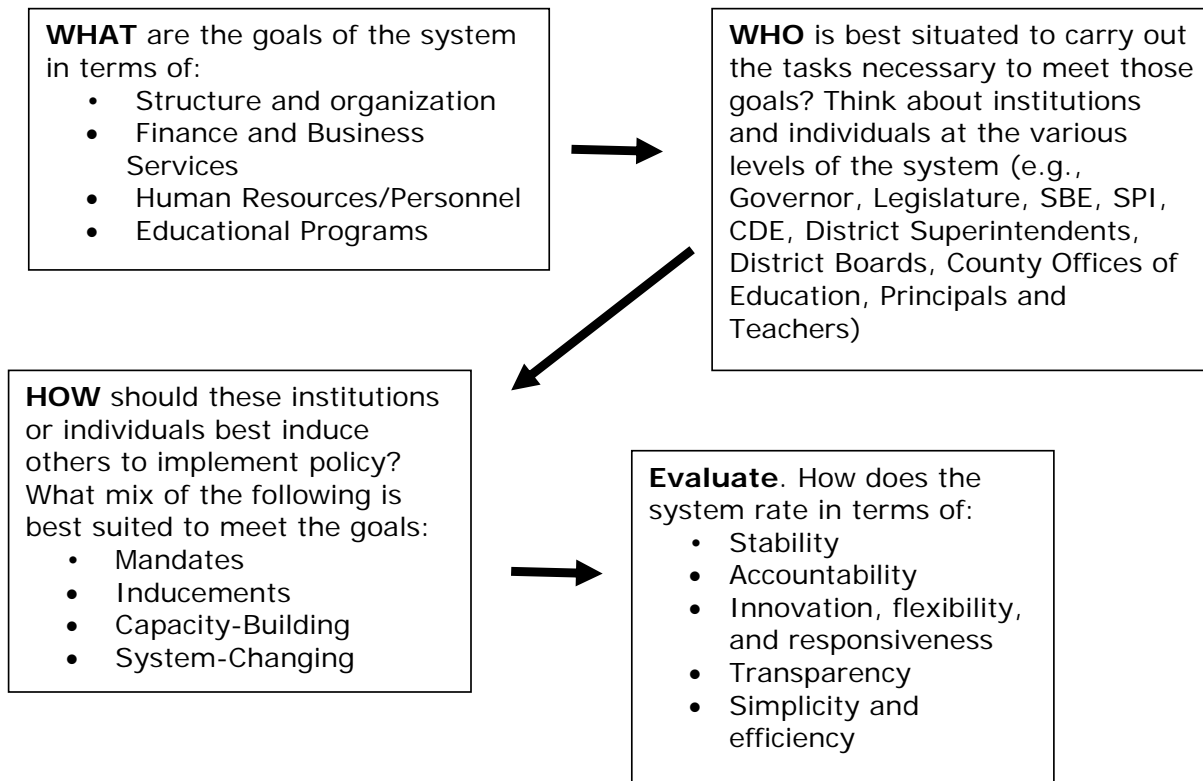 WHAT are the goals of the system
in terms of:
• Structure and organization
• Finance and Business
Services
• Human Resources/Personnel
• Educational Programs
WHO is best situated to carry out
the tasks necessary to meet those
goals? Think about institutions
and individuals at the various
levels of the system (e.g.,
Governor, Legislature, SBE, SPI,
CDE, District Superintendents,
District Boards, County Offices of
Education, Principals and
Teachers)
HOW should these institutions
or individuals best induce
others to implement policy?
What mix of the following is
best suited to meet the goals:
• Mandates
• Inducements
• Capacity-Building
• System-Changing
Evaluate. How does the
system rate in terms of:
• Stability
• Accountability
• Innovation, flexibility,
and responsiveness
• Transparency
• Simplicity and
efficiency